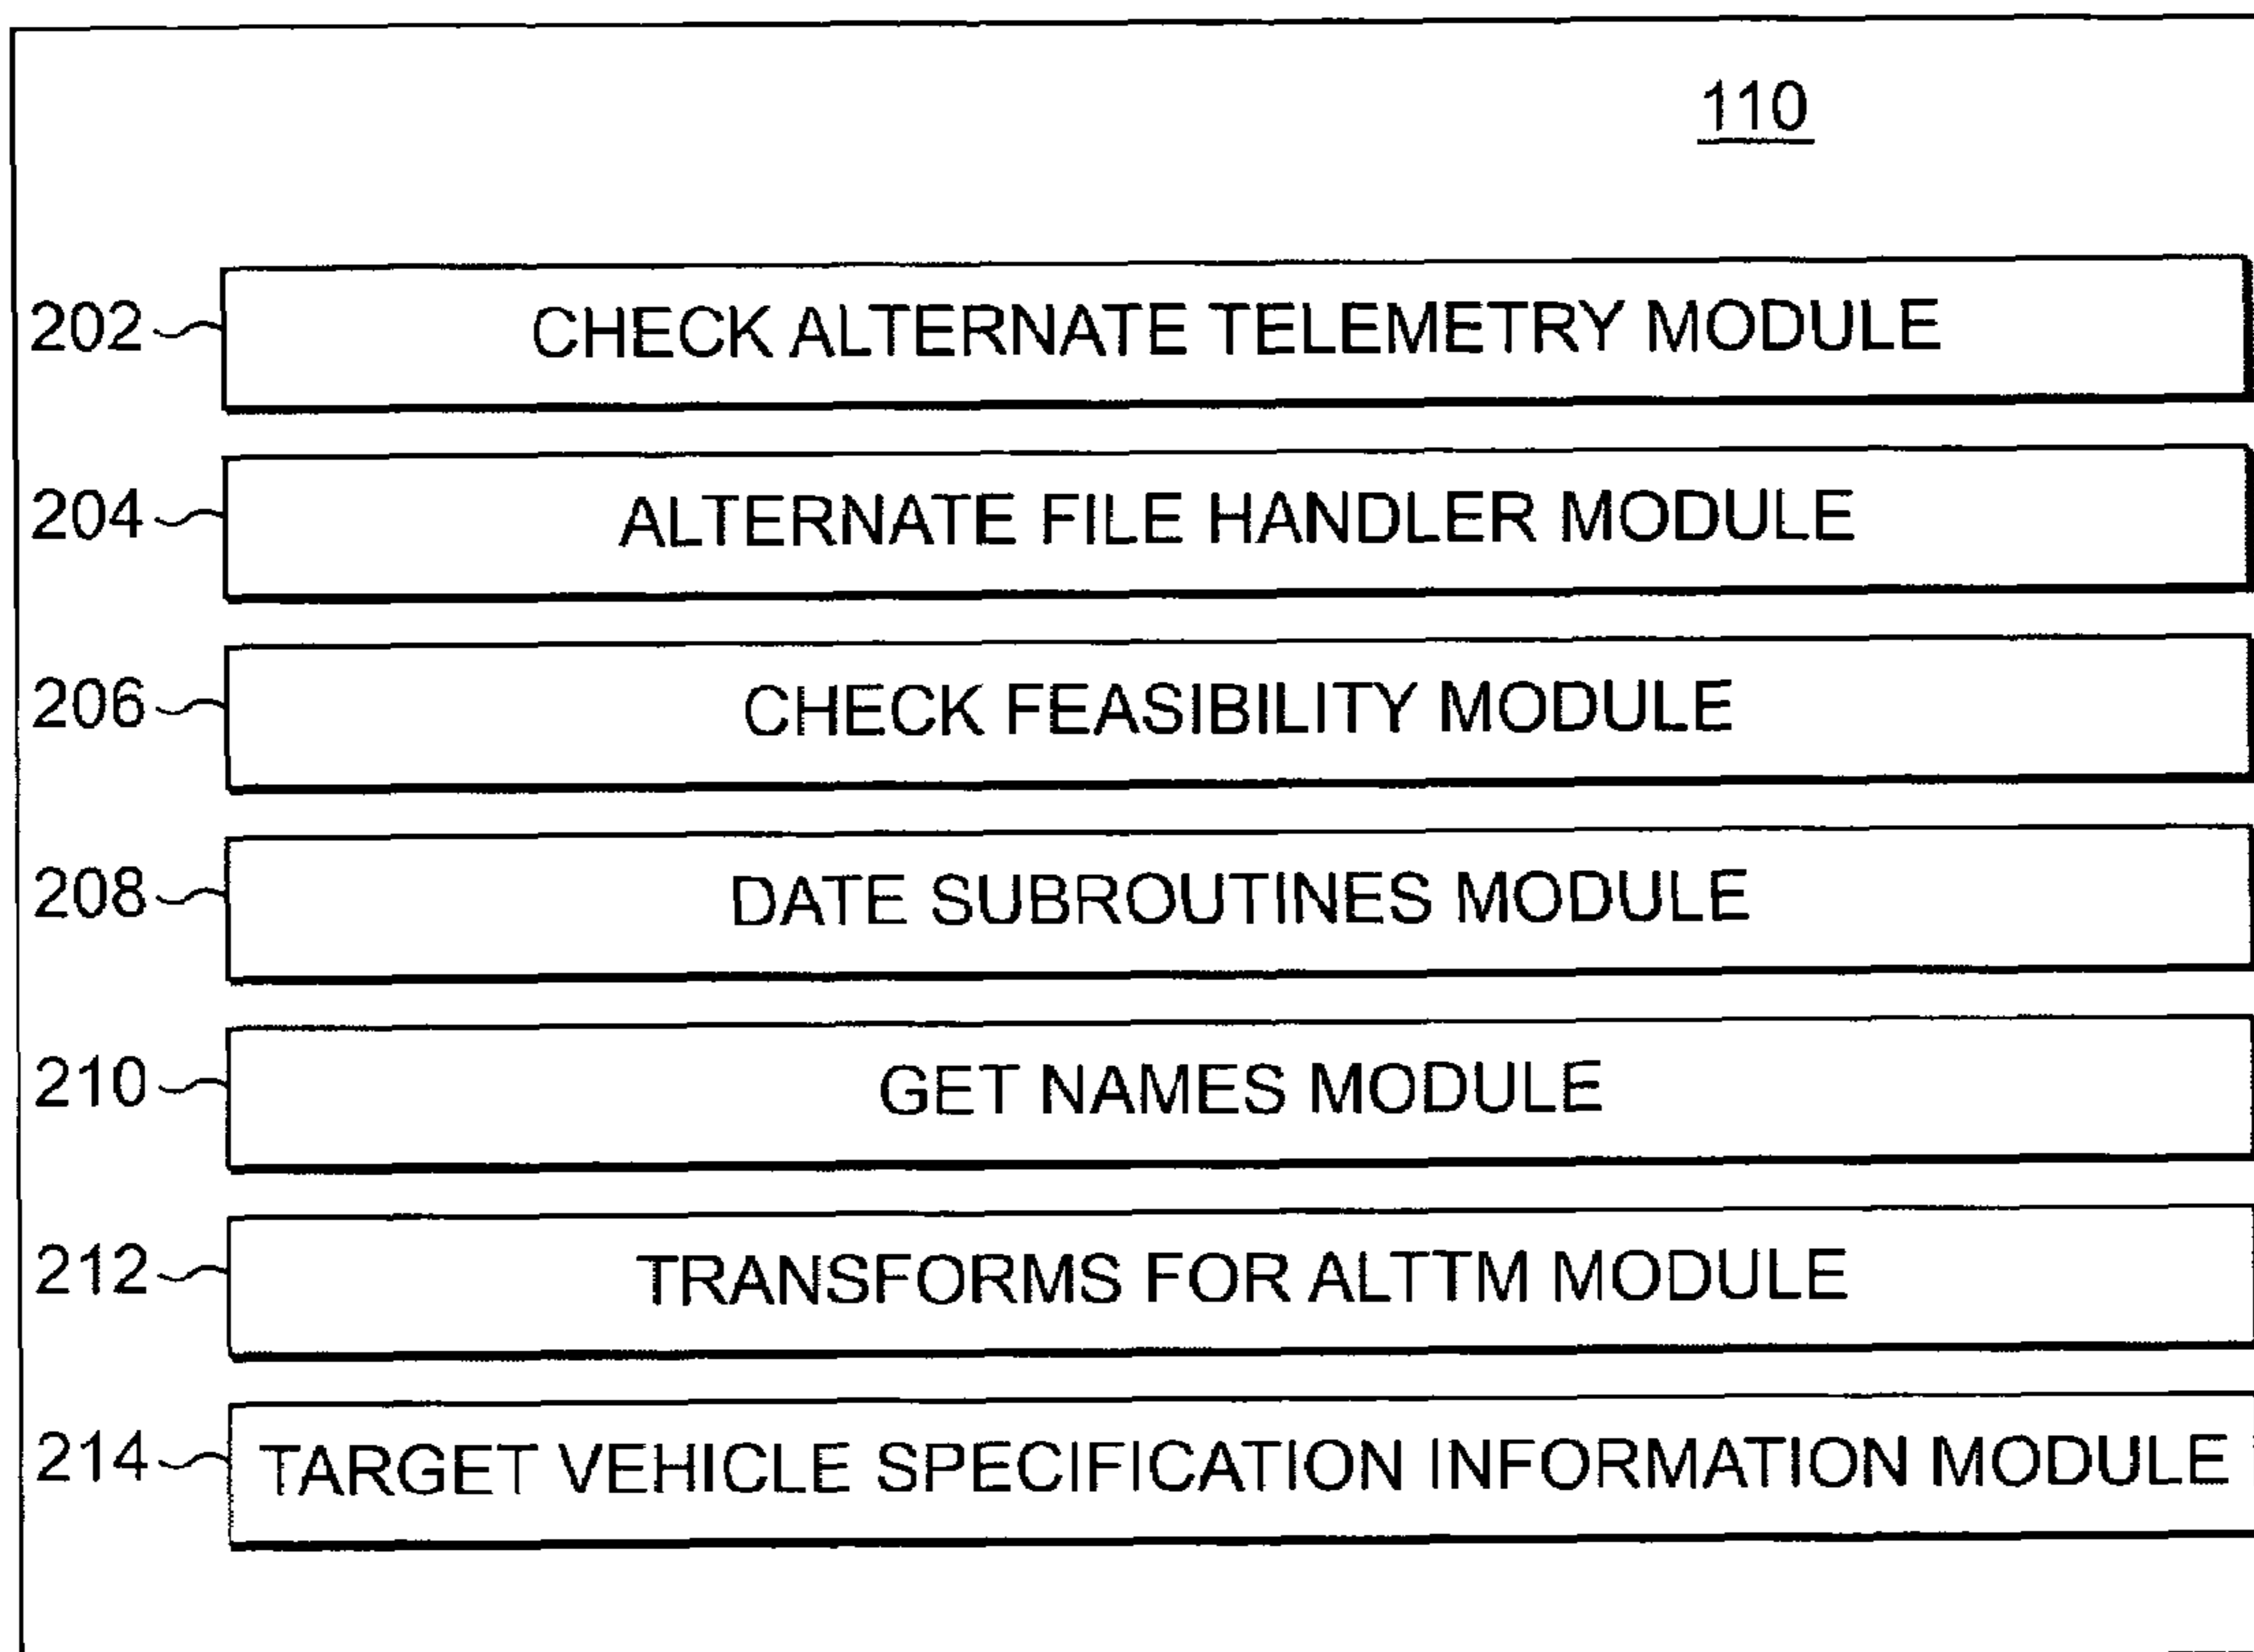 110
202 CHECK ALTERNATE TELEMETRY MODULE
204 ALTERNATE FILE HANDLER MODULE
206 CHECK FEASIBILITY MODULE
208 DATE SUBROUTINES MODULE
210 GET NAMES MODULE
212 TRANSFORMS FOR ALTTM MODULE
214 TARGET VEHICLE SPECIFICATION INFORMATION MODULE